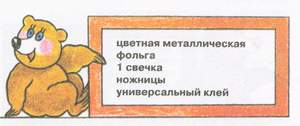 цветная металлическая
фольга
1 свечка
ножницы
универсальный клей